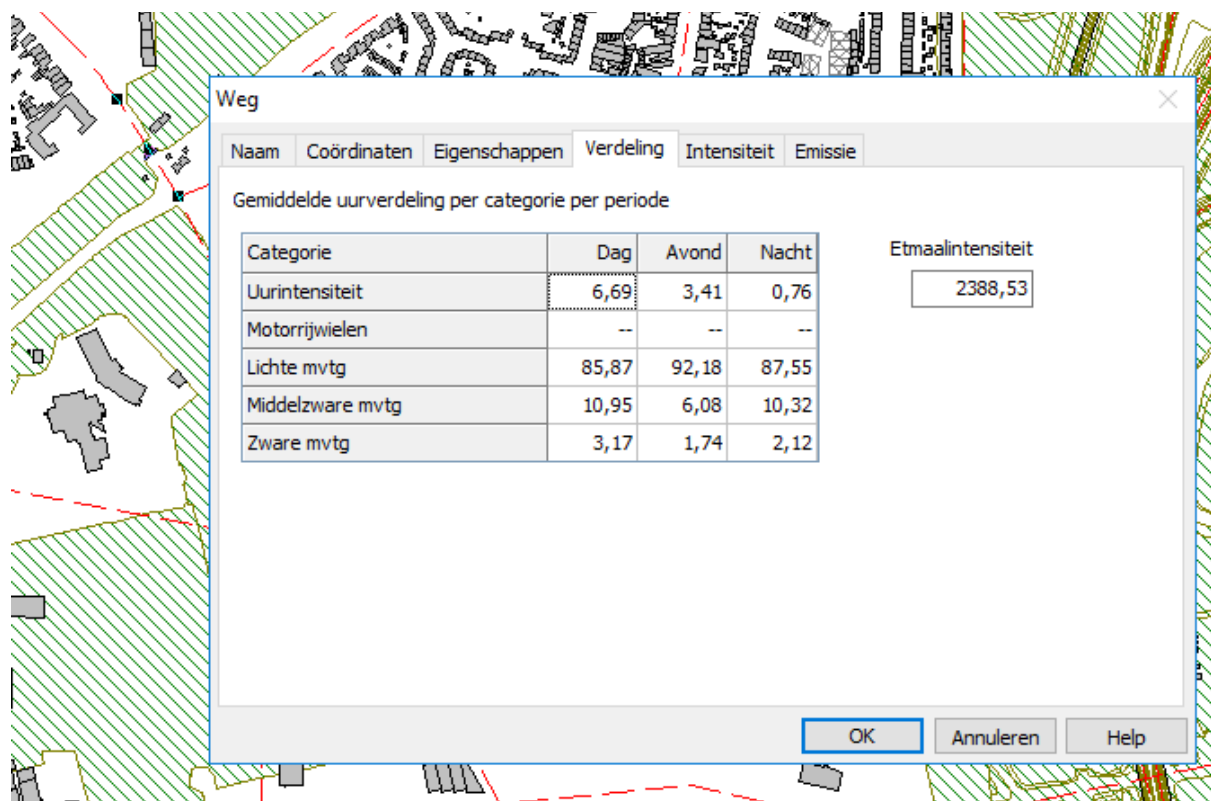 Weg
Naam Coördinaten Eigenschappen Verdeling Intensiteit Emissie
Gemiddelde uurverdeling per categorie per periode
Categorie Dag Avond Nacht
Etmaalintensiteit
Uurintensiteit 6,69 3,41 0,76
2388,53
Motorrijwielen -- -- --
Lichte mvtg 85,87 92,18 87,55
Middelzware mvtg 10,95 6,08 10,32
Zware mvtg 3,17 1,74 2,12
OK Annuleren Help